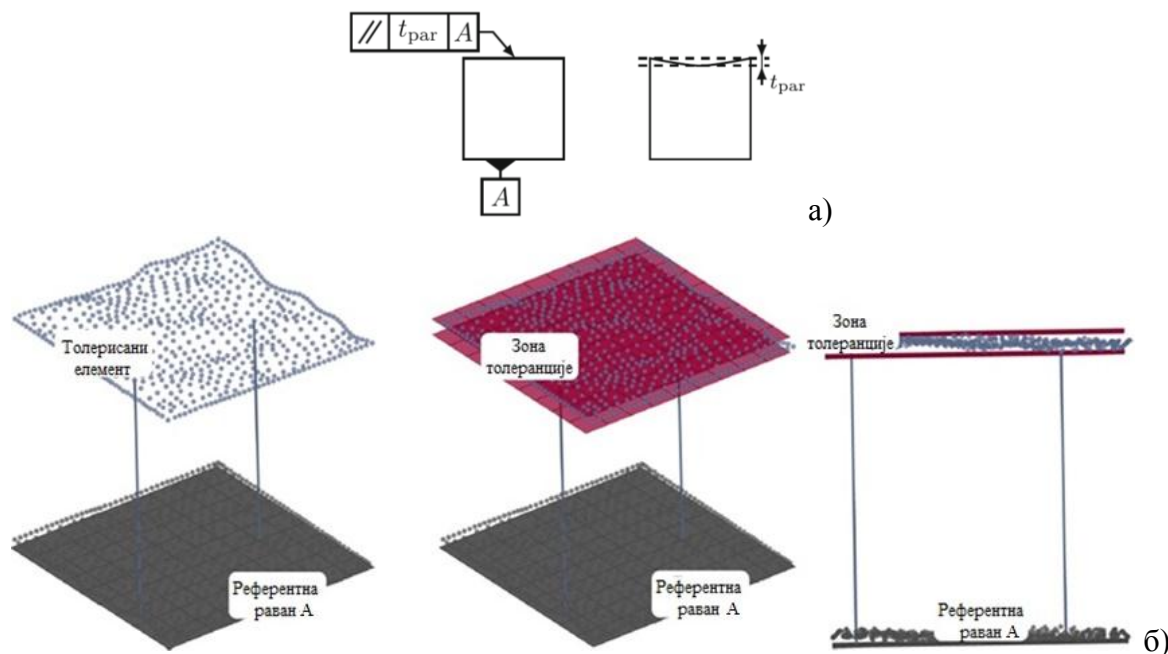 // t_par A
t_par
A
а)
Толерисани
елемент
Референтна
раван А
Зона
толеранције
Референтна
раван А
Зона
толеранције
Референтна
раван А
б)